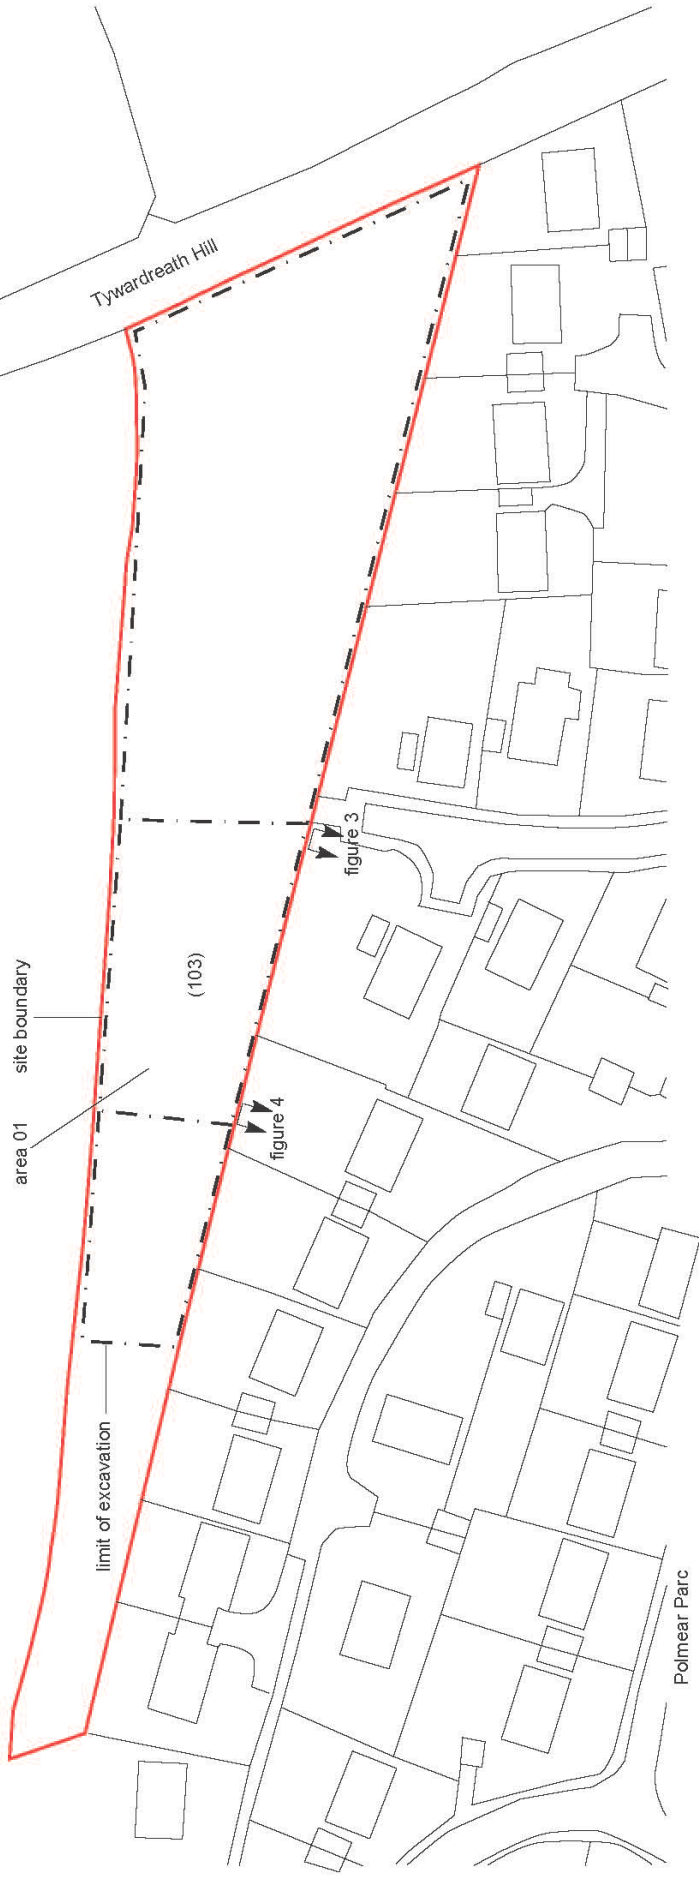 Tywardreath Hill
figure 3
(103)
site boundary
area 01
figure 4
limit of excavation
Polmear Parc